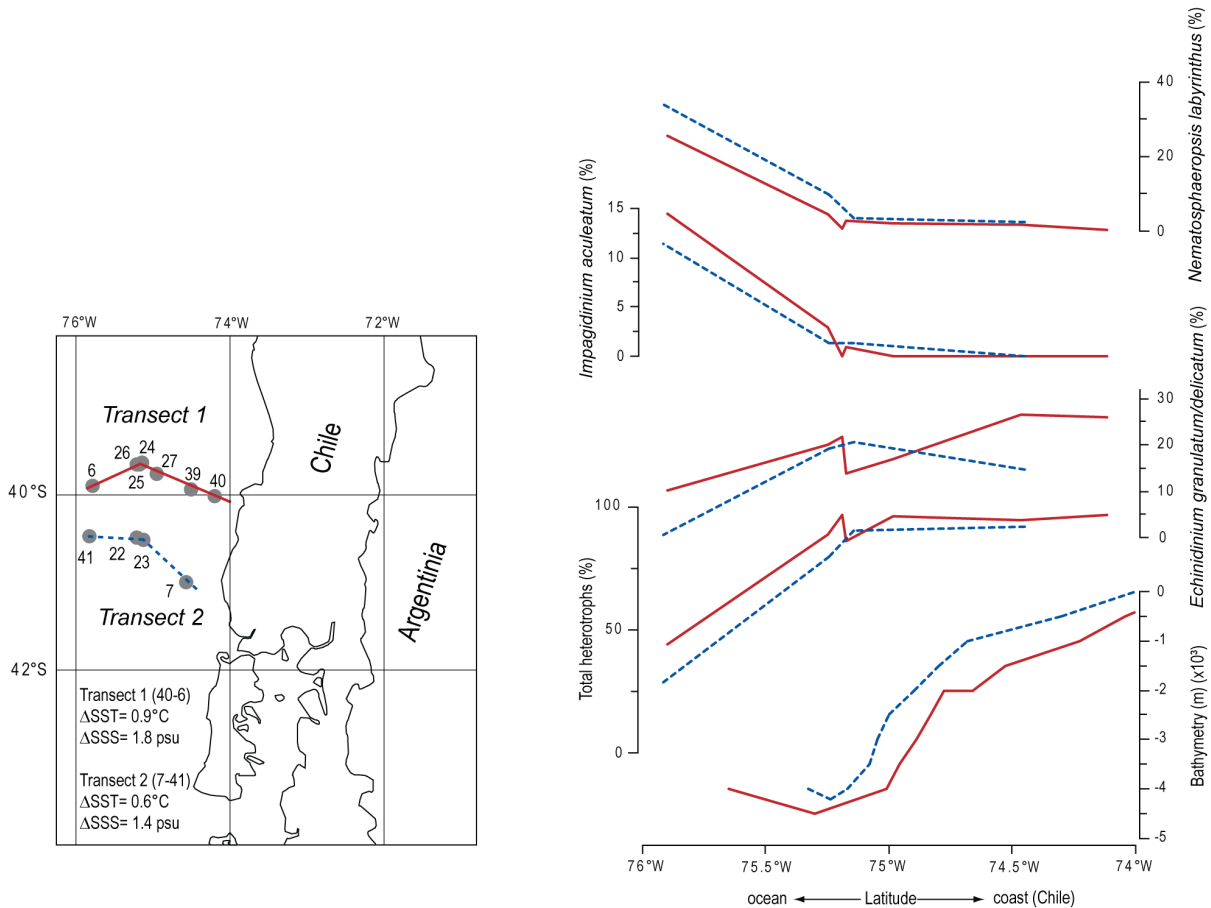 76°W
74°W
72°W
Transect 1
24
26
27
6
25
39
40
40°S
41
22
23
7
Transect 2
42°S
Chile
Argentinia
Transect 1 (40-6)
ΔSST= 0.9°C
ΔSSS= 1.8 psu
Transect 2 (7-41)
ΔSST= 0.6°C
ΔSSS= 1.4 psu
Nematosphaeropsis labyrinthus (%)
40
20
0
Impagidinium aculeatum (%)
15
10
5
0
Echinidinium granulatum/delicatum (%)
30
20
10
0
Total heterotrophs (%)
100
50
0
Bathymetry (m) (x10³)
0
-1
-2
-3
-4
-5
76°W
75.5°W
75°W
74.5°W
74°W
ocean
Latitude
coast (Chile)